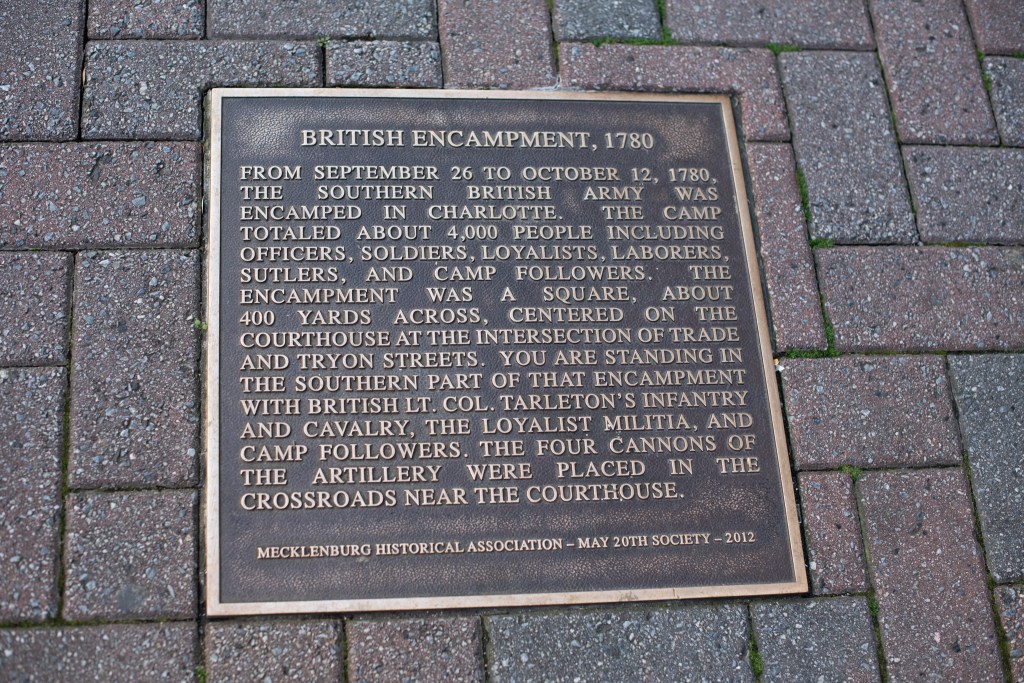 BRITISH ENCAMPMENT, 1780
FROM SEPTEMBER 26 TO OCTOBER 12, 1780,
THE SOUTHERN BRITISH ARMY WAS
ENCAMPED IN CHARLOTTE. THE CAMP
TOTALED ABOUT 4,000 PEOPLE INCLUDING
OFFICERS, SOLDIERS, LOYALISTS, LABORERS,
SUTLERS, AND CAMP FOLLOWERS. THE
ENCAMPMENT WAS A SQUARE, ABOUT
400 YARDS ACROSS, CENTERED ON THE
COURTHOUSE AT THE INTERSECTION OF TRADE
AND TRYON STREETS. YOU ARE STANDING IN
THE SOUTHERN PART OF THAT ENCAMPMENT
WITH BRITISH LT. COL. TARLETON'S INFANTRY
AND CAVALRY, THE LOYALIST MILITIA, AND
CAMP FOLLOWERS. THE FOUR CANNONS OF
THE ARTILLERY WERE PLACED IN THE
CROSSROADS NEAR THE COURTHOUSE.
MECKLENBURG HISTORICAL ASSOCIATION – MAY 20TH SOCIETY – 2012